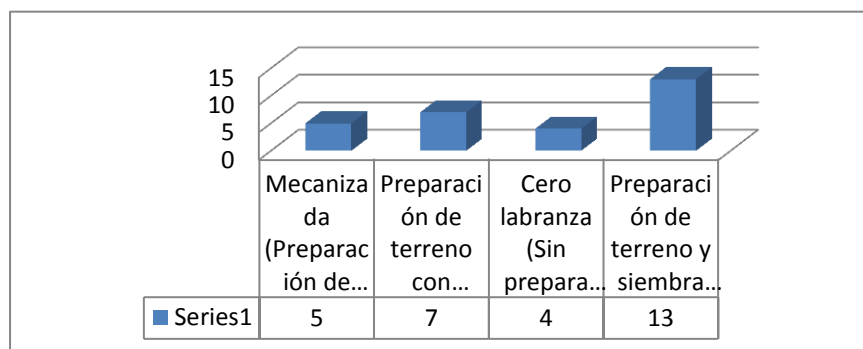 15
10
5
0
Mecaniza
da
(Preparac
ión de...
Preparaci
ón de
terreno
con...
Cero
labranza
(Sin
prepara...
Preparaci
ón de
terreno y
siembra...
Series1 5 7 4 13